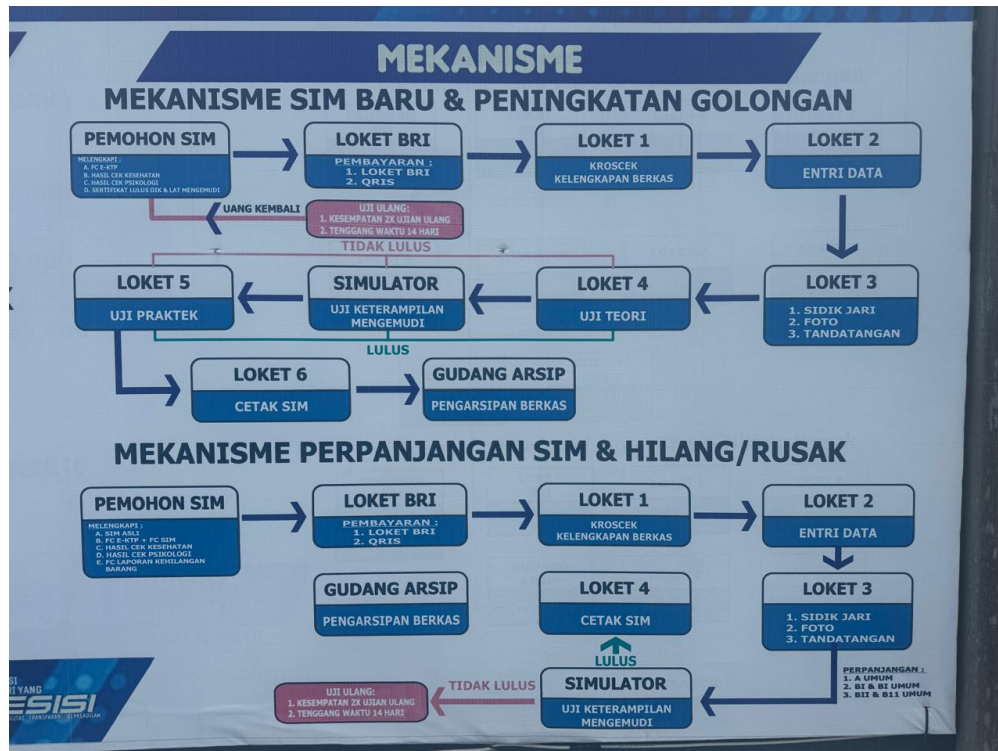 MEKANISME
MEKANISME SIM BARU & PENINGKATAN GOLONGAN
PEMOHON SIM
MELENGKAPI :
A. FC E-KTP
B. HASIL CEK KESEHATAN
C. HASIL CEK PSIKOLOGI
D. SERTIFIKAT LULUS DIK & LAT MENGEMUDI
LOKET BRI
PEMBAYARAN :
1. LOKET BRI
2. QRIS
LOKET 1
KROSCEK
KELENGKAPAN BERKAS
LOKET 2
ENTRI DATA
UANG KEMBALI
UJI ULANG:
1. KESEMPATAN 2X UJIAN ULANG
2. TENGGANG WAKTU 14 HARI
TIDAK LULUS
LOKET 5
UJI PRAKTEK
SIMULATOR
UJI KETERAMPILAN
MENGEMUDI
LOKET 4
UJI TEORI
LOKET 3
1. SIDIK JARI
2. FOTO
3. TANDATANGAN
LULUS
LOKET 6
CETAK SIM
GUDANG ARSIP
PENGARSIPAN BERKAS
MEKANISME PERPANJANGAN SIM & HILANG/RUSAK
PEMOHON SIM
MELENGKAPI :
A. SIM ASLI
B. FC E-KTP + FC SIM
C. HASIL CEK KESEHATAN
D. HASIL CEK PSIKOLOGI
E. FC LAPORAN KEHILANGAN
BARANG
LOKET BRI
PEMBAYARAN :
1. LOKET BRI
2. QRIS
LOKET 1
KROSCEK
KELENGKAPAN BERKAS
LOKET 2
ENTRI DATA
GUDANG ARSIP
PENGARSIPAN BERKAS
LOKET 4
CETAK SIM
LOKET 3
1. SIDIK JARI
2. FOTO
3. TANDATANGAN
LULUS
PERPANJANGAN :
1. A UMUM
2. BI & BI UMUM
3. BII & B11 UMUM
UJI ULANG:
1. KESEMPATAN 2X UJIAN ULANG
2. TENGGANG WAKTU 14 HARI
TIDAK LULUS
SIMULATOR
UJI KETERAMPILAN
MENGEMUDI
SI
RI YANG
ESISI
TRANSPARAN BERKEADILAN